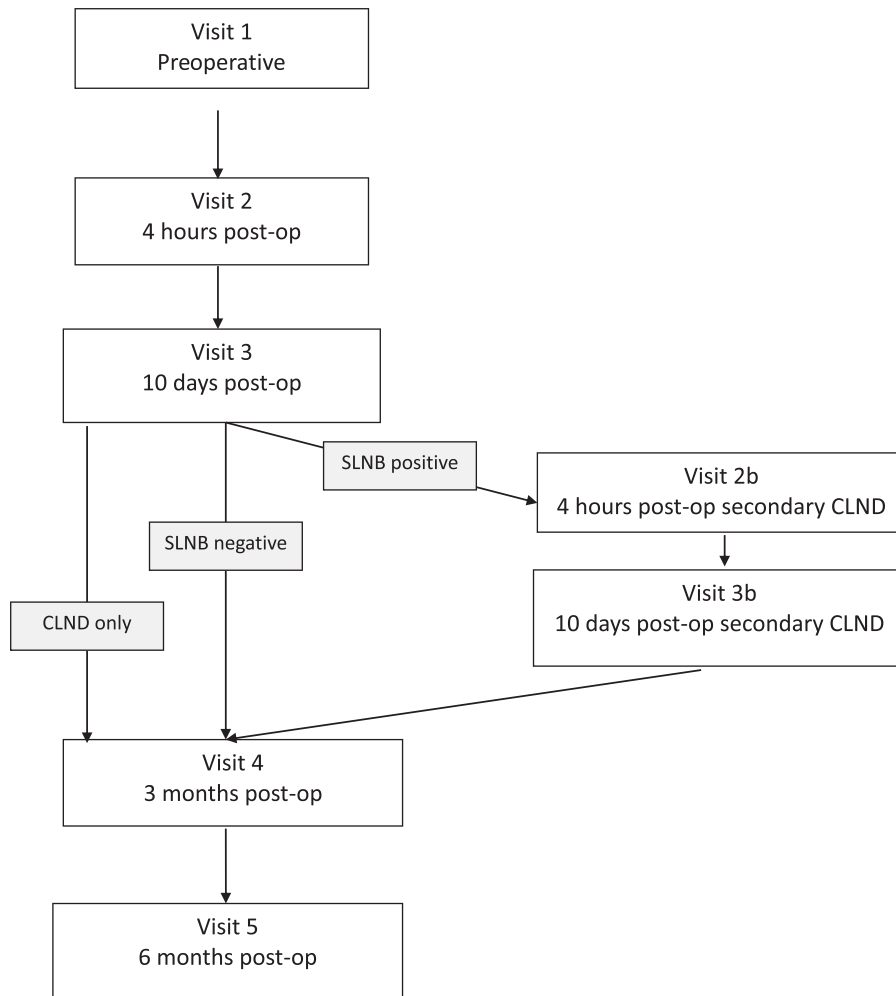 Visit 1
Preoperative
Visit 2
4 hours post-op
Visit 3
10 days post-op
SLNB positive
Visit 2b
4 hours post-op secondary CLND
SLNB negative
Visit 3b
10 days post-op secondary CLND
CLND only
Visit 4
3 months post-op
Visit 5
6 months post-op